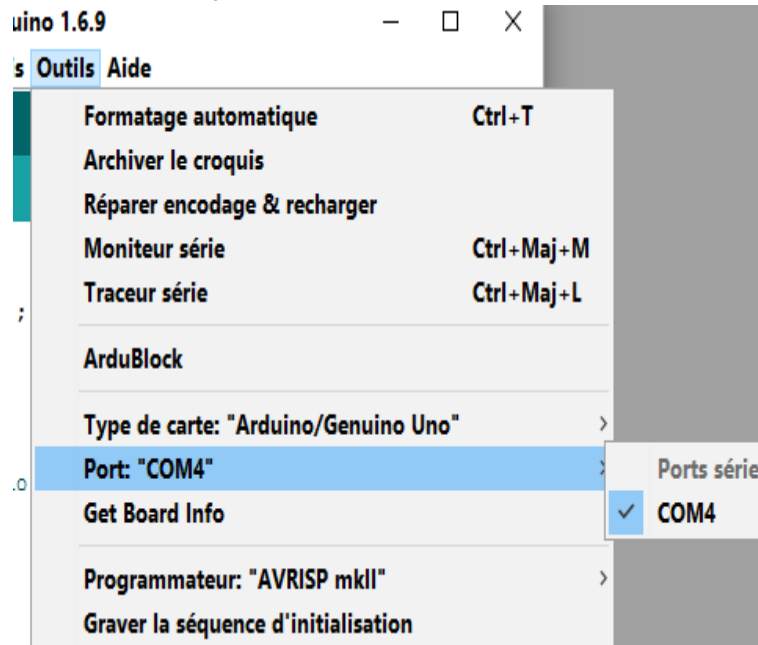 uino 1.6.9
s Outils Aide
Formatage automatique Ctrl+T
Archiver le croquis
Réparer encodage & recharger
Moniteur série Ctrl+Maj+M
Traceur série Ctrl+Maj+L
;
ArduBlock
Type de carte: "Arduino/Genuino Uno"
Port: "COM4"
Ports série
.o
Get Board Info
COM4
Programmateur: "AVRISP mkII"
Graver la séquence d'initialisation